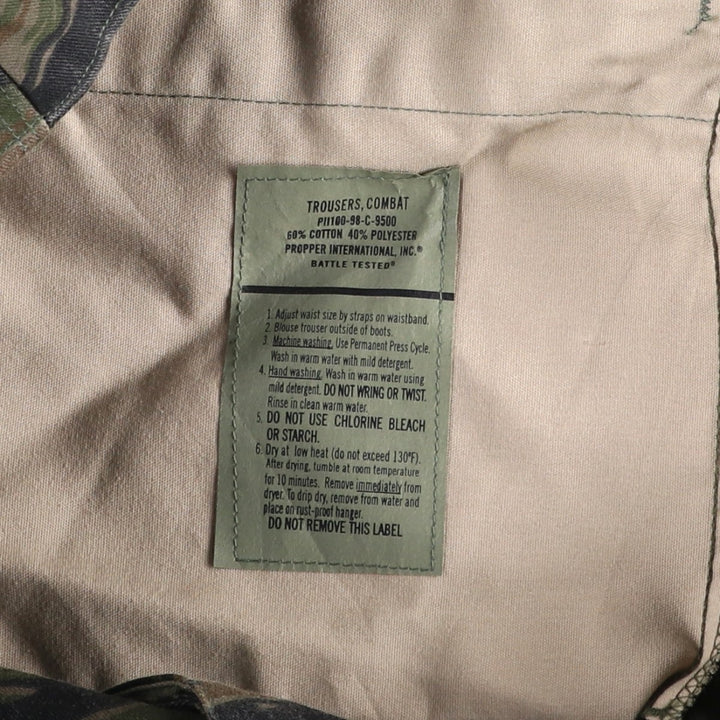 TROUSERS, COMBAT
PII100-98-C-9500
60% COTTON 40% POLYESTER
PROPPER INTERNATIONAL, INC.®
BATTLE TESTED®
1. Adjust waist size by straps on waistband.
2. Blouse trouser outside of boots.
3. Machine washing. Use Permanent Press Cycle.
Wash in warm water with mild detergent.
4. Hand washing. Wash in warm water using
mild detergent. DO NOT WRING OR TWIST.
Rinse in clean warm water.
5. DO NOT USE CHLORINE BLEACH
OR STARCH.
6. Dry at low heat (do not exceed 130°F).
After drying, tumble at room temperature
for 10 minutes. Remove immediately from
dryer. To drip dry, remove from water and
place on rust-proof hanger.
DO NOT REMOVE THIS LABEL